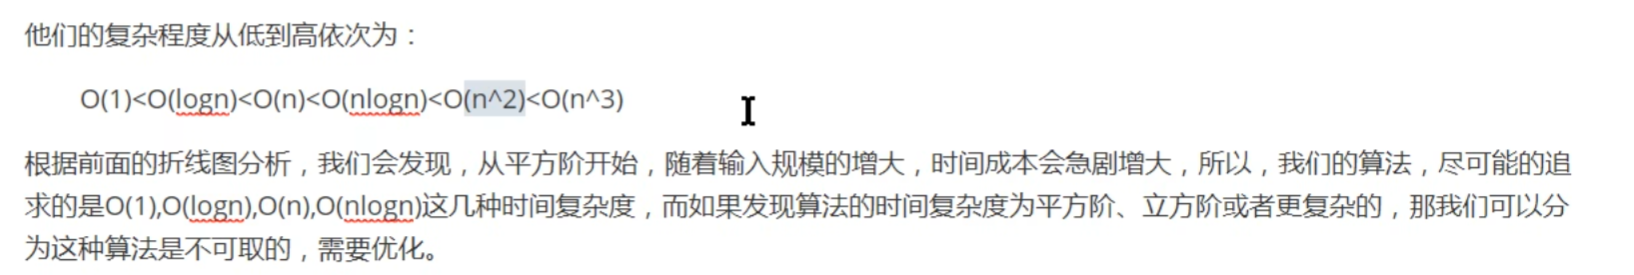 他们的复杂程度从低到高依次为：
O(1)<O(logn)<O(n)<O(nlogn)<O(n^2)<O(n^3)
根据前面的折线图分析，我们会发现，从平方阶开始，随着输入规模的增大，时间成本会急剧增大，所以，我们的算法，尽可能的追
求的是O(1),O(logn),O(n),O(nlogn)这几种时间复杂度，而如果发现算法的时间复杂度为平方阶、立方阶或者更复杂的，那我们可以分
为这种算法是不可取的，需要优化。